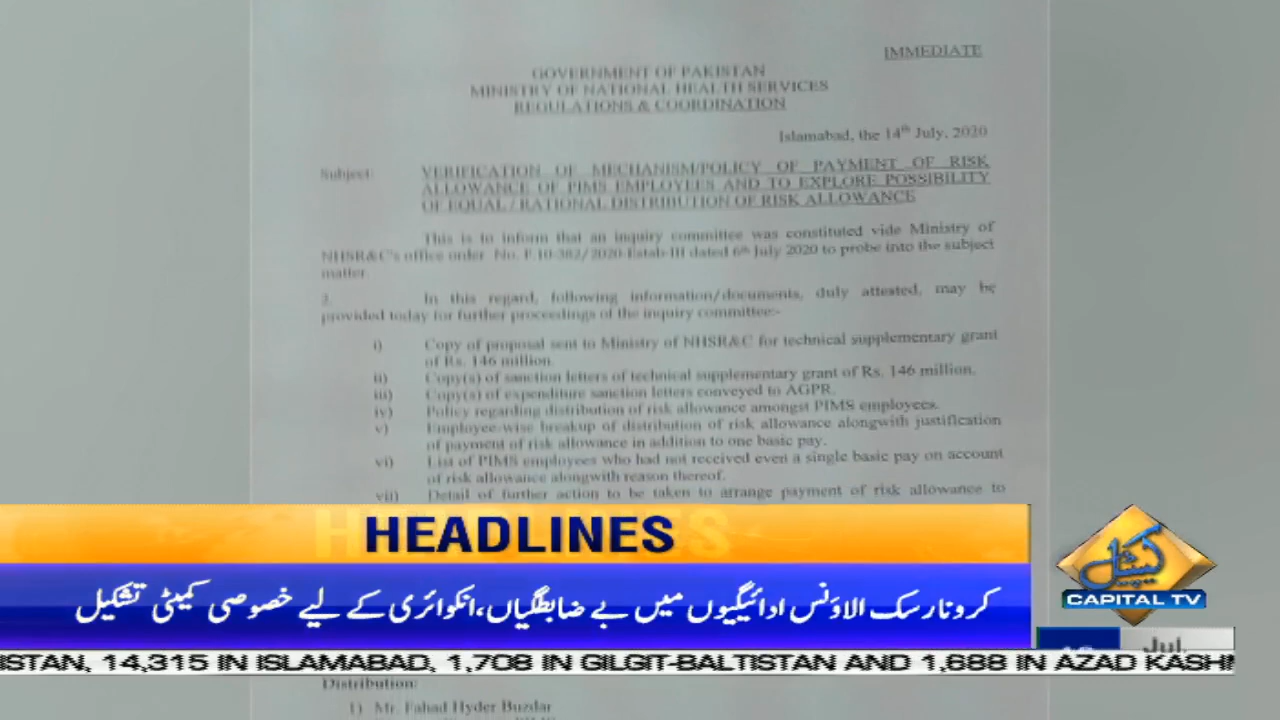 IMMEDIATE
GOVERNMENT OF PAKISTAN
MINISTRY OF NATIONAL HEALTH SERVICES
REGULATIONS & COORDINATION
Islamabad, the 14th July, 2020
Subject: VERIFICATION OF MECHANISM/POLICY OF PAYMENT OF RISK
ALLOWANCE OF PIMS EMPLOYEES AND TO EXPLORE POSSIBILITY
OF EQUAL / RATIONAL DISTRIBUTION OF RISK ALLOWANCE
This is to inform that an inquiry committee was constituted vide Ministry of
NHSR&C's office order No. F.10-382/2020-Estab-III dated 6th July 2020 to probe into the subject
matter.
2. In this regard, following information/documents, duly attested, may be
provided today for further proceedings of the inquiry committee:-
i) Copy of proposal sent to Ministry of NHSR&C for technical supplementary grant
of Rs. 146 million.
ii) Copy(s) of sanction letters of technical supplementary grant of Rs. 146 million.
iii) Copy(s) of expenditure sanction letters conveyed to AGPR.
iv) Policy regarding distribution of risk allowance amongst PIMS employees.
v) Employee-wise breakup of distribution of risk allowance alongwith justification
of payment of risk allowance in addition to one basic pay.
vi) List of PIMS employees who had not received even a single basic pay on account
of risk allowance alongwith reason thereof.
vii) Detail of further action to be taken to arrange payment of risk allowance to
HEADLINES
کرونا رسک الاؤنس ادائیگیوں میں بے ضابطگیاں، انکوائری کے لیے خصوصی کمیٹی تشکیل
کیپیٹل
CAPITAL TV
Jul.
ISTAN, 14,315 IN ISLAMABAD, 1,708 IN GILGIT-BALTISTAN AND 1,688 IN AZAD KASHM
Distribution:
1) Mr. Fahad Hyder Buzdar